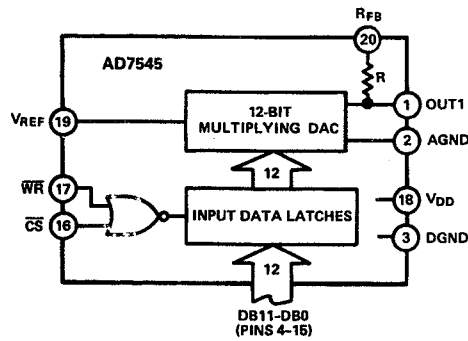 RFB
20
AD7545
R
12-BIT
MULTIPLYING DAC
1 OUT1
VREF 19
2 AGND
12
WR 17
INPUT DATA LATCHES
18 VDD
CS 16
3 DGND
12
DB11-DB0
(PINS 4-15)